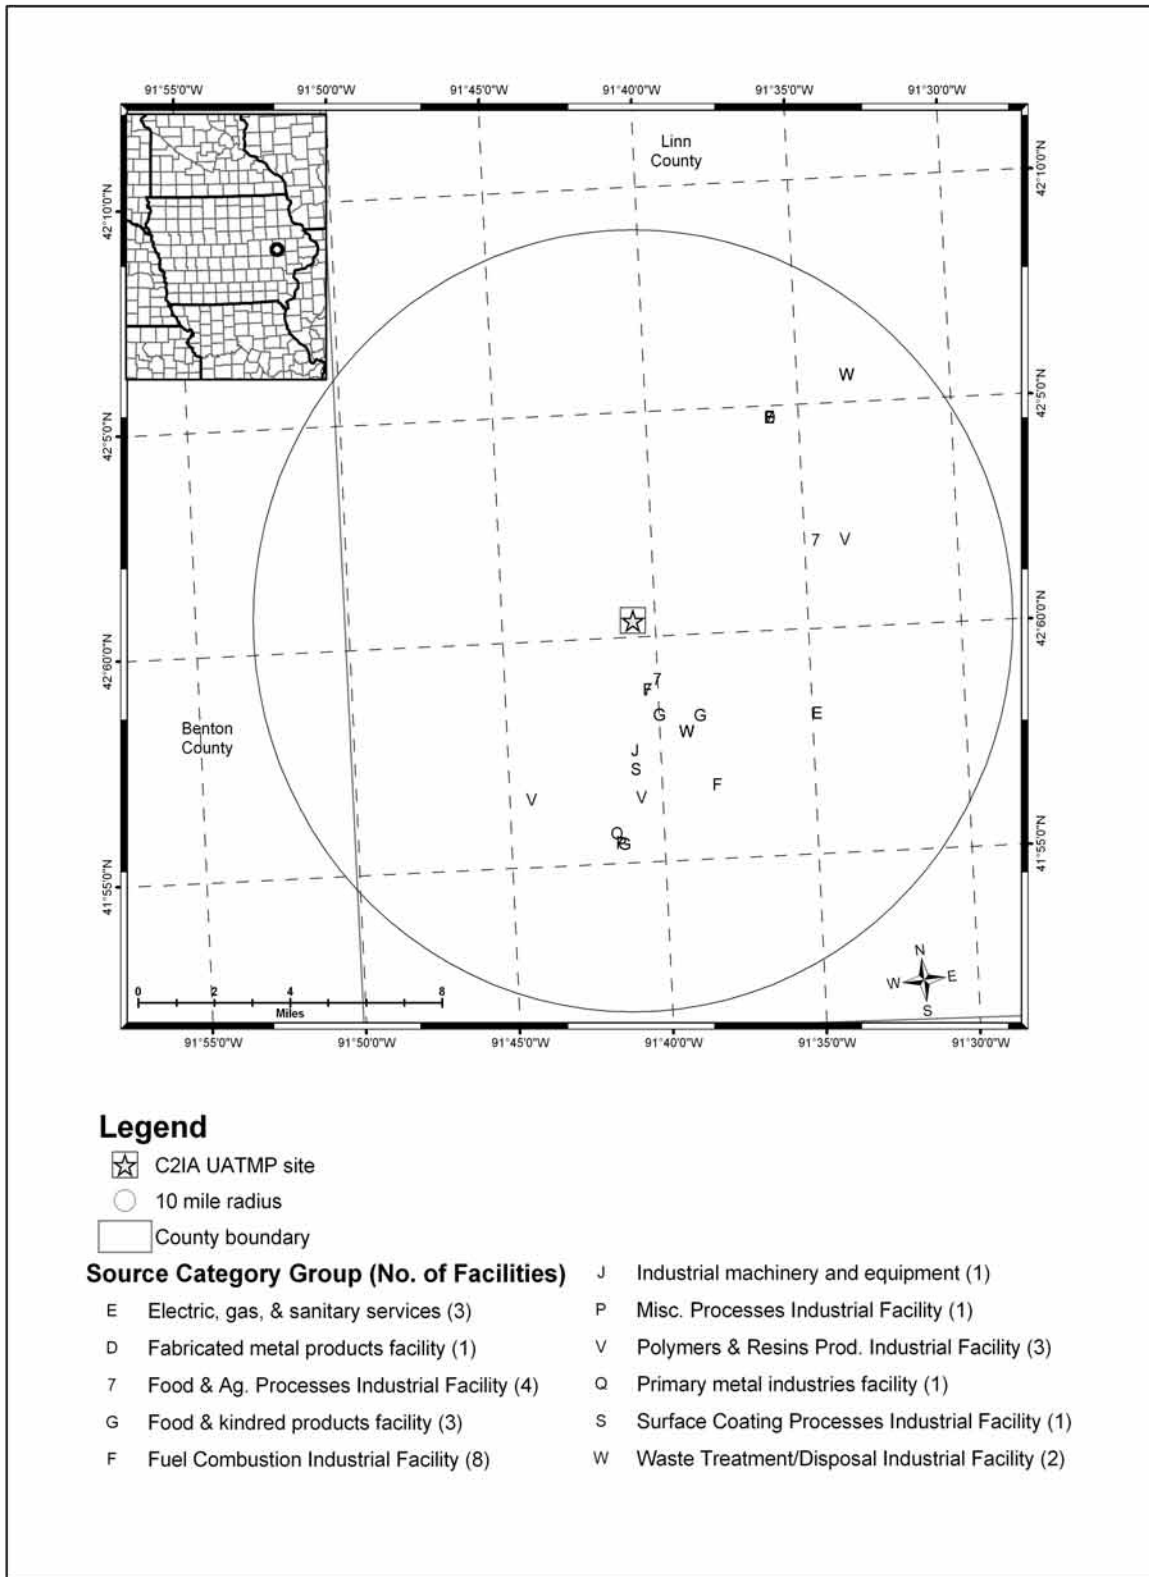 91°55'0"W 91°50'0"W 91°45'0"W 91°40'0"W 91°35'0"W 91°30'0"W
Linn
County
42°10'0"N
42°10'0"N
W
42°5'0"N
42°5'0"N
7 V
42°60'0"N
42°60'0"N
7
F
G G E
W
Benton
County
J
S
F
V V
Q
41°55'0"N
G
41°55'0"N
N
W E
S
0 2 4 8
Miles
91°55'0"W 91°50'0"W 91°45'0"W 91°40'0"W 91°35'0"W 91°30'0"W
Legend
C2IA UATMP site
10 mile radius
County boundary
Source Category Group (No. of Facilities)
E Electric, gas, & sanitary services (3)
D Fabricated metal products facility (1)
7 Food & Ag. Processes Industrial Facility (4)
G Food & kindred products facility (3)
F Fuel Combustion Industrial Facility (8)
J Industrial machinery and equipment (1)
P Misc. Processes Industrial Facility (1)
V Polymers & Resins Prod. Industrial Facility (3)
Q Primary metal industries facility (1)
S Surface Coating Processes Industrial Facility (1)
W Waste Treatment/Disposal Industrial Facility (2)